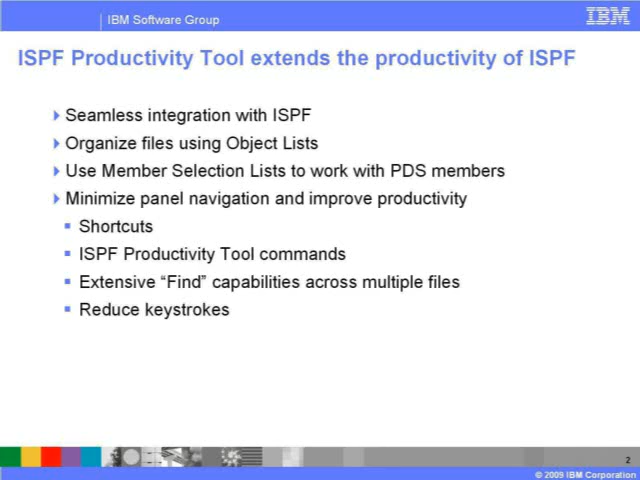 IBM Software Group
IBM
ISPF Productivity Tool extends the productivity of ISPF
Seamless integration with ISPF
Organize files using Object Lists
Use Member Selection Lists to work with PDS members
Minimize panel navigation and improve productivity
Shortcuts
ISPF Productivity Tool commands
Extensive “Find” capabilities across multiple files
Reduce keystrokes
2
© 2009 IBM Corporation